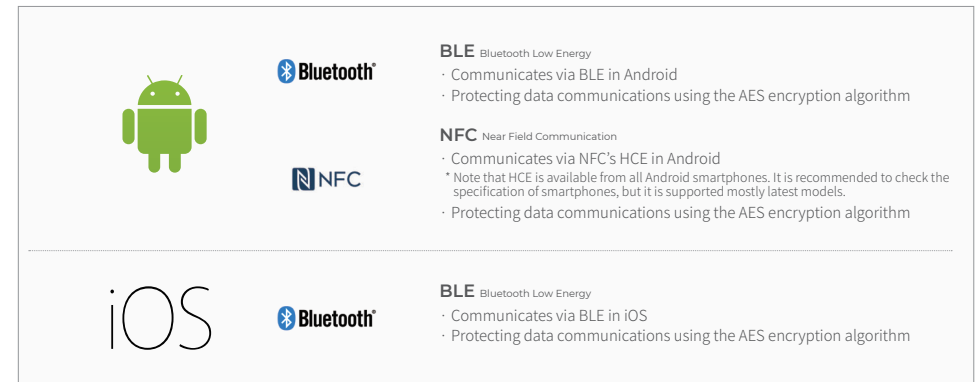 Bluetooth®
BLE Bluetooth Low Energy
· Communicates via BLE in Android
· Protecting data communications using the AES encryption algorithm
NFC
NFC Near Field Communication
· Communicates via NFC's HCE in Android
* Note that HCE is available from all Android smartphones. It is recommended to check the
specification of smartphones, but it is supported mostly latest models.
· Protecting data communications using the AES encryption algorithm
iOS
Bluetooth®
BLE Bluetooth Low Energy
· Communicates via BLE in iOS
· Protecting data communications using the AES encryption algorithm